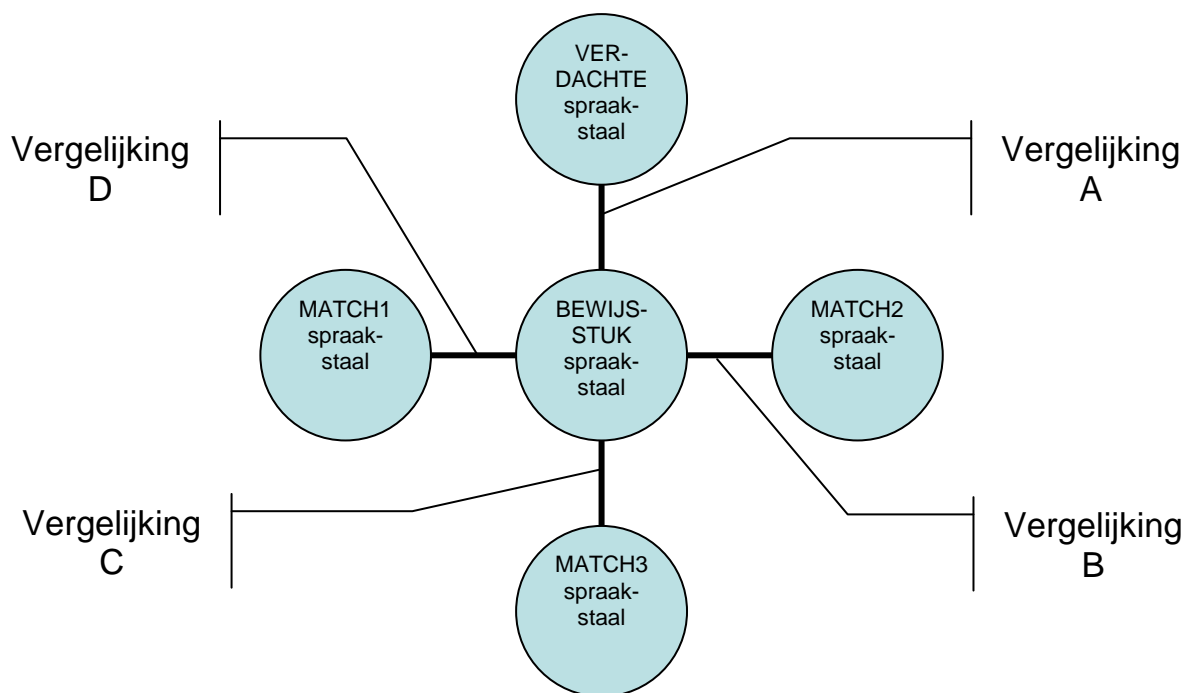 VER-
DACHTE
spraak-
staal
Vergelijking
D
Vergelijking
A
MATCH1
spraak-
staal
BEWIJS-
STUK
spraak-
staal
MATCH2
spraak-
staal
Vergelijking
C
Vergelijking
B
MATCH3
spraak-
staal